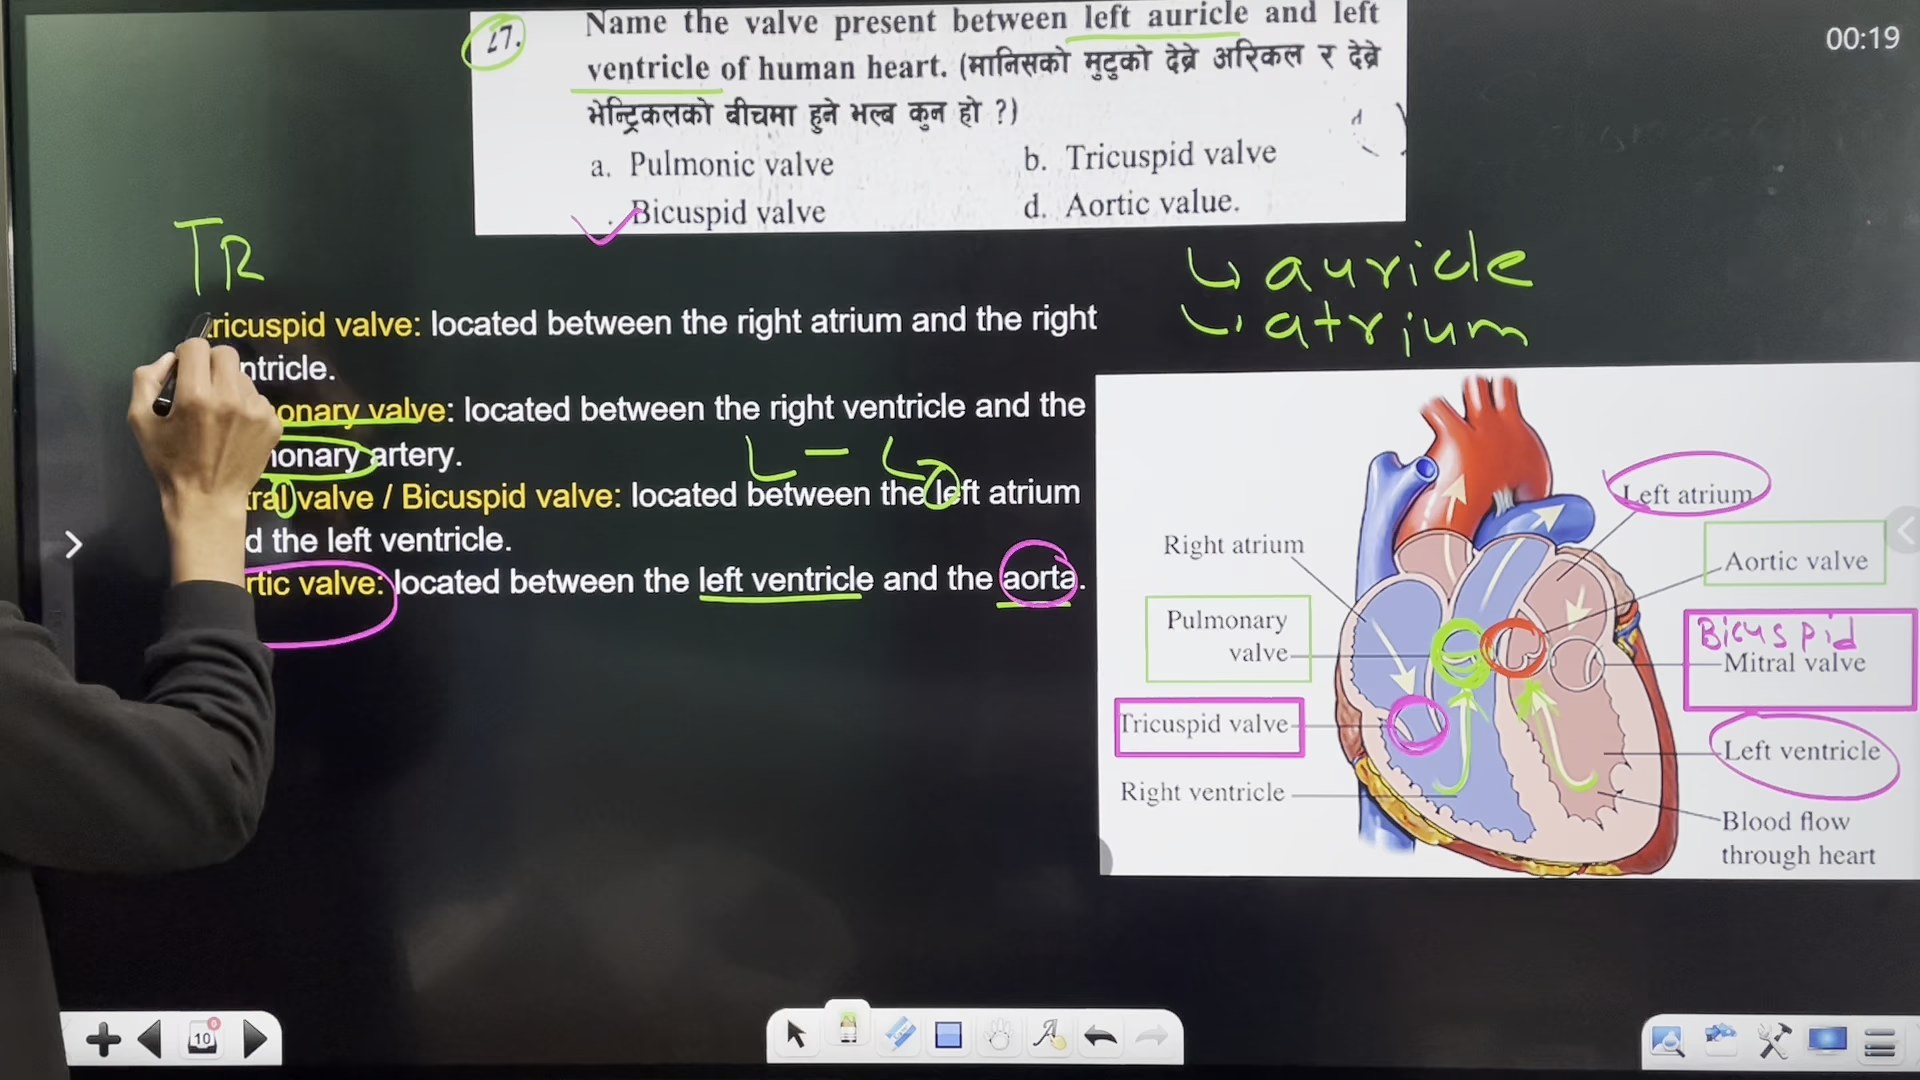 00:19
27. Name the valve present between left auricle and left
ventricle of human heart. (मानिसको मुटुको देब्रे अरिकल र देब्रे
भेन्ट्रिकलको बीचमा हुने भल्ब कुन हो ?)
a. Pulmonic valve
b. Tricuspid valve
Bicuspid valve
d. Aortic value.
TR
auricle
atrium
tricuspid valve: located between the right atrium and the right
ntricle.
onary valve: located between the right ventricle and the
onary artery.
L – L
tral valve / Bicuspid valve: located between the left atrium
d the left ventricle.
rtic valve: located between the left ventricle and the aorta.
Left atrium
Right atrium
Aortic valve
Pulmonary
valve
Bicuspid
Mitral valve
Tricuspid valve
Left ventricle
Right ventricle
Blood flow
through heart
10